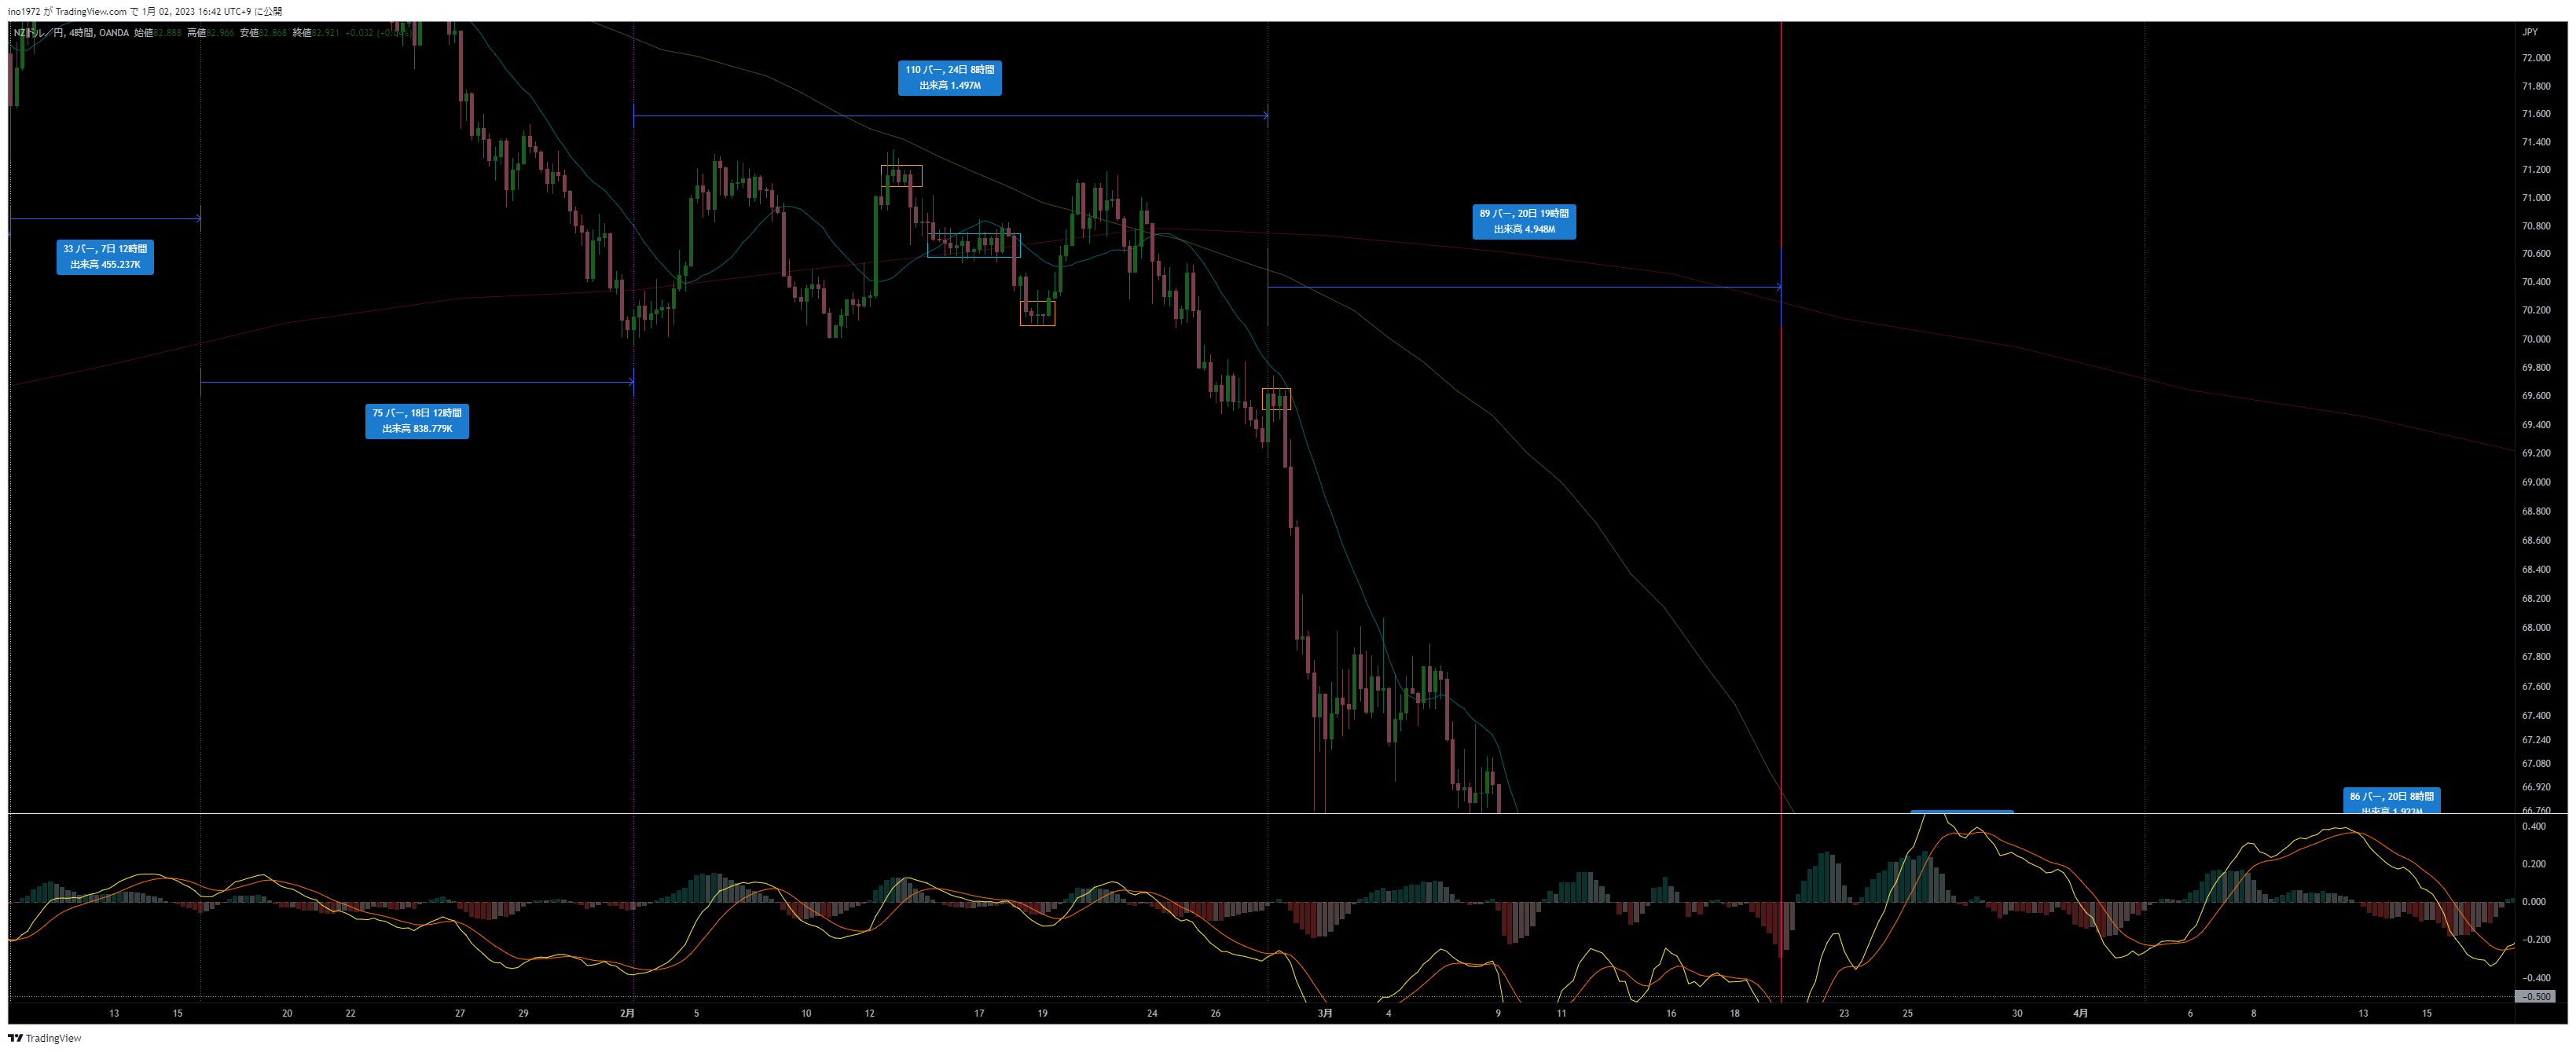 ino1972 が TradingView.com で 1月 02, 2023 16:42 UTC+9 に公開
NZドル／円, 4時間, OANDA 始値82.888 高値82.966 安値82.868 終値82.921 +0.032 (+0.04%)
JPY
72.000
71.800
71.600
71.400
71.200
71.000
70.800
70.600
70.400
70.200
70.000
69.800
69.600
69.400
69.200
69.000
68.800
68.600
68.400
68.200
68.000
67.800
67.600
67.400
67.240
67.080
66.920
66.760
110 バー, 24日 8時間
出来高 1.497M
89 バー, 20日 19時間
出来高 4.948M
33 バー, 7日 12時間
出来高 455.237K
75 バー, 18日 12時間
出来高 838.779K
86 バー, 20日 8時間
出来高 1.922M
0.400
0.200
0.000
−0.200
−0.400
−0.500
13 15 20 22 27 29 2月 5 10 12 17 19 24 26 3月 4 9 11 16 18 23 25 30 4月 6 8 13 15
TradingView